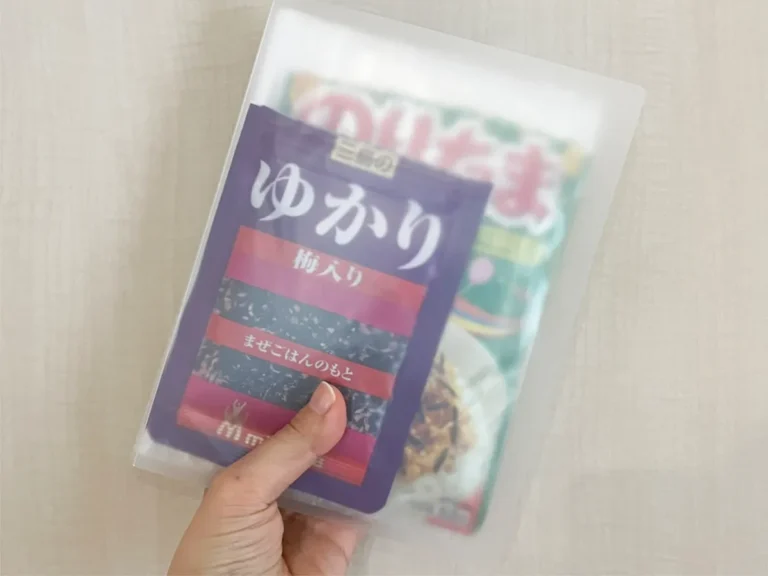 のりたま
三島の
ゆかり
梅入り
まぜごはんのもと